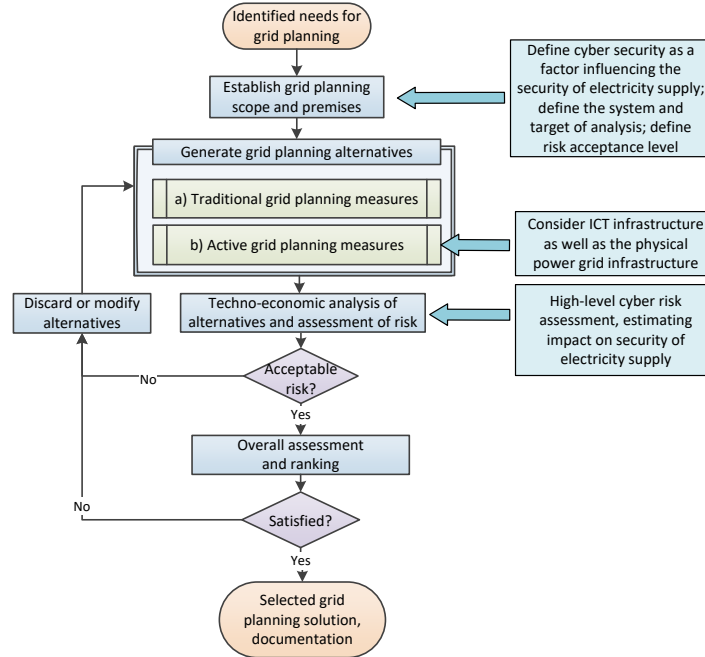 Identified needs for
grid planning
Establish grid planning
scope and premises
Define cyber security as a
factor influencing the
security of electricity supply;
define the system and
target of analysis; define
risk acceptance level
Generate grid planning alternatives
a) Traditional grid planning measures
b) Active grid planning measures
Consider ICT infrastructure
as well as the physical
power grid infrastructure
Discard or modify
alternatives
Techno-economic analysis of
alternatives and assessment of risk
High-level cyber risk
assessment, estimating
impact on security of
electricity supply
Acceptable
risk?
No
Yes
Overall assessment
and ranking
Satisfied?
No
Yes
Selected grid
planning solution,
documentation